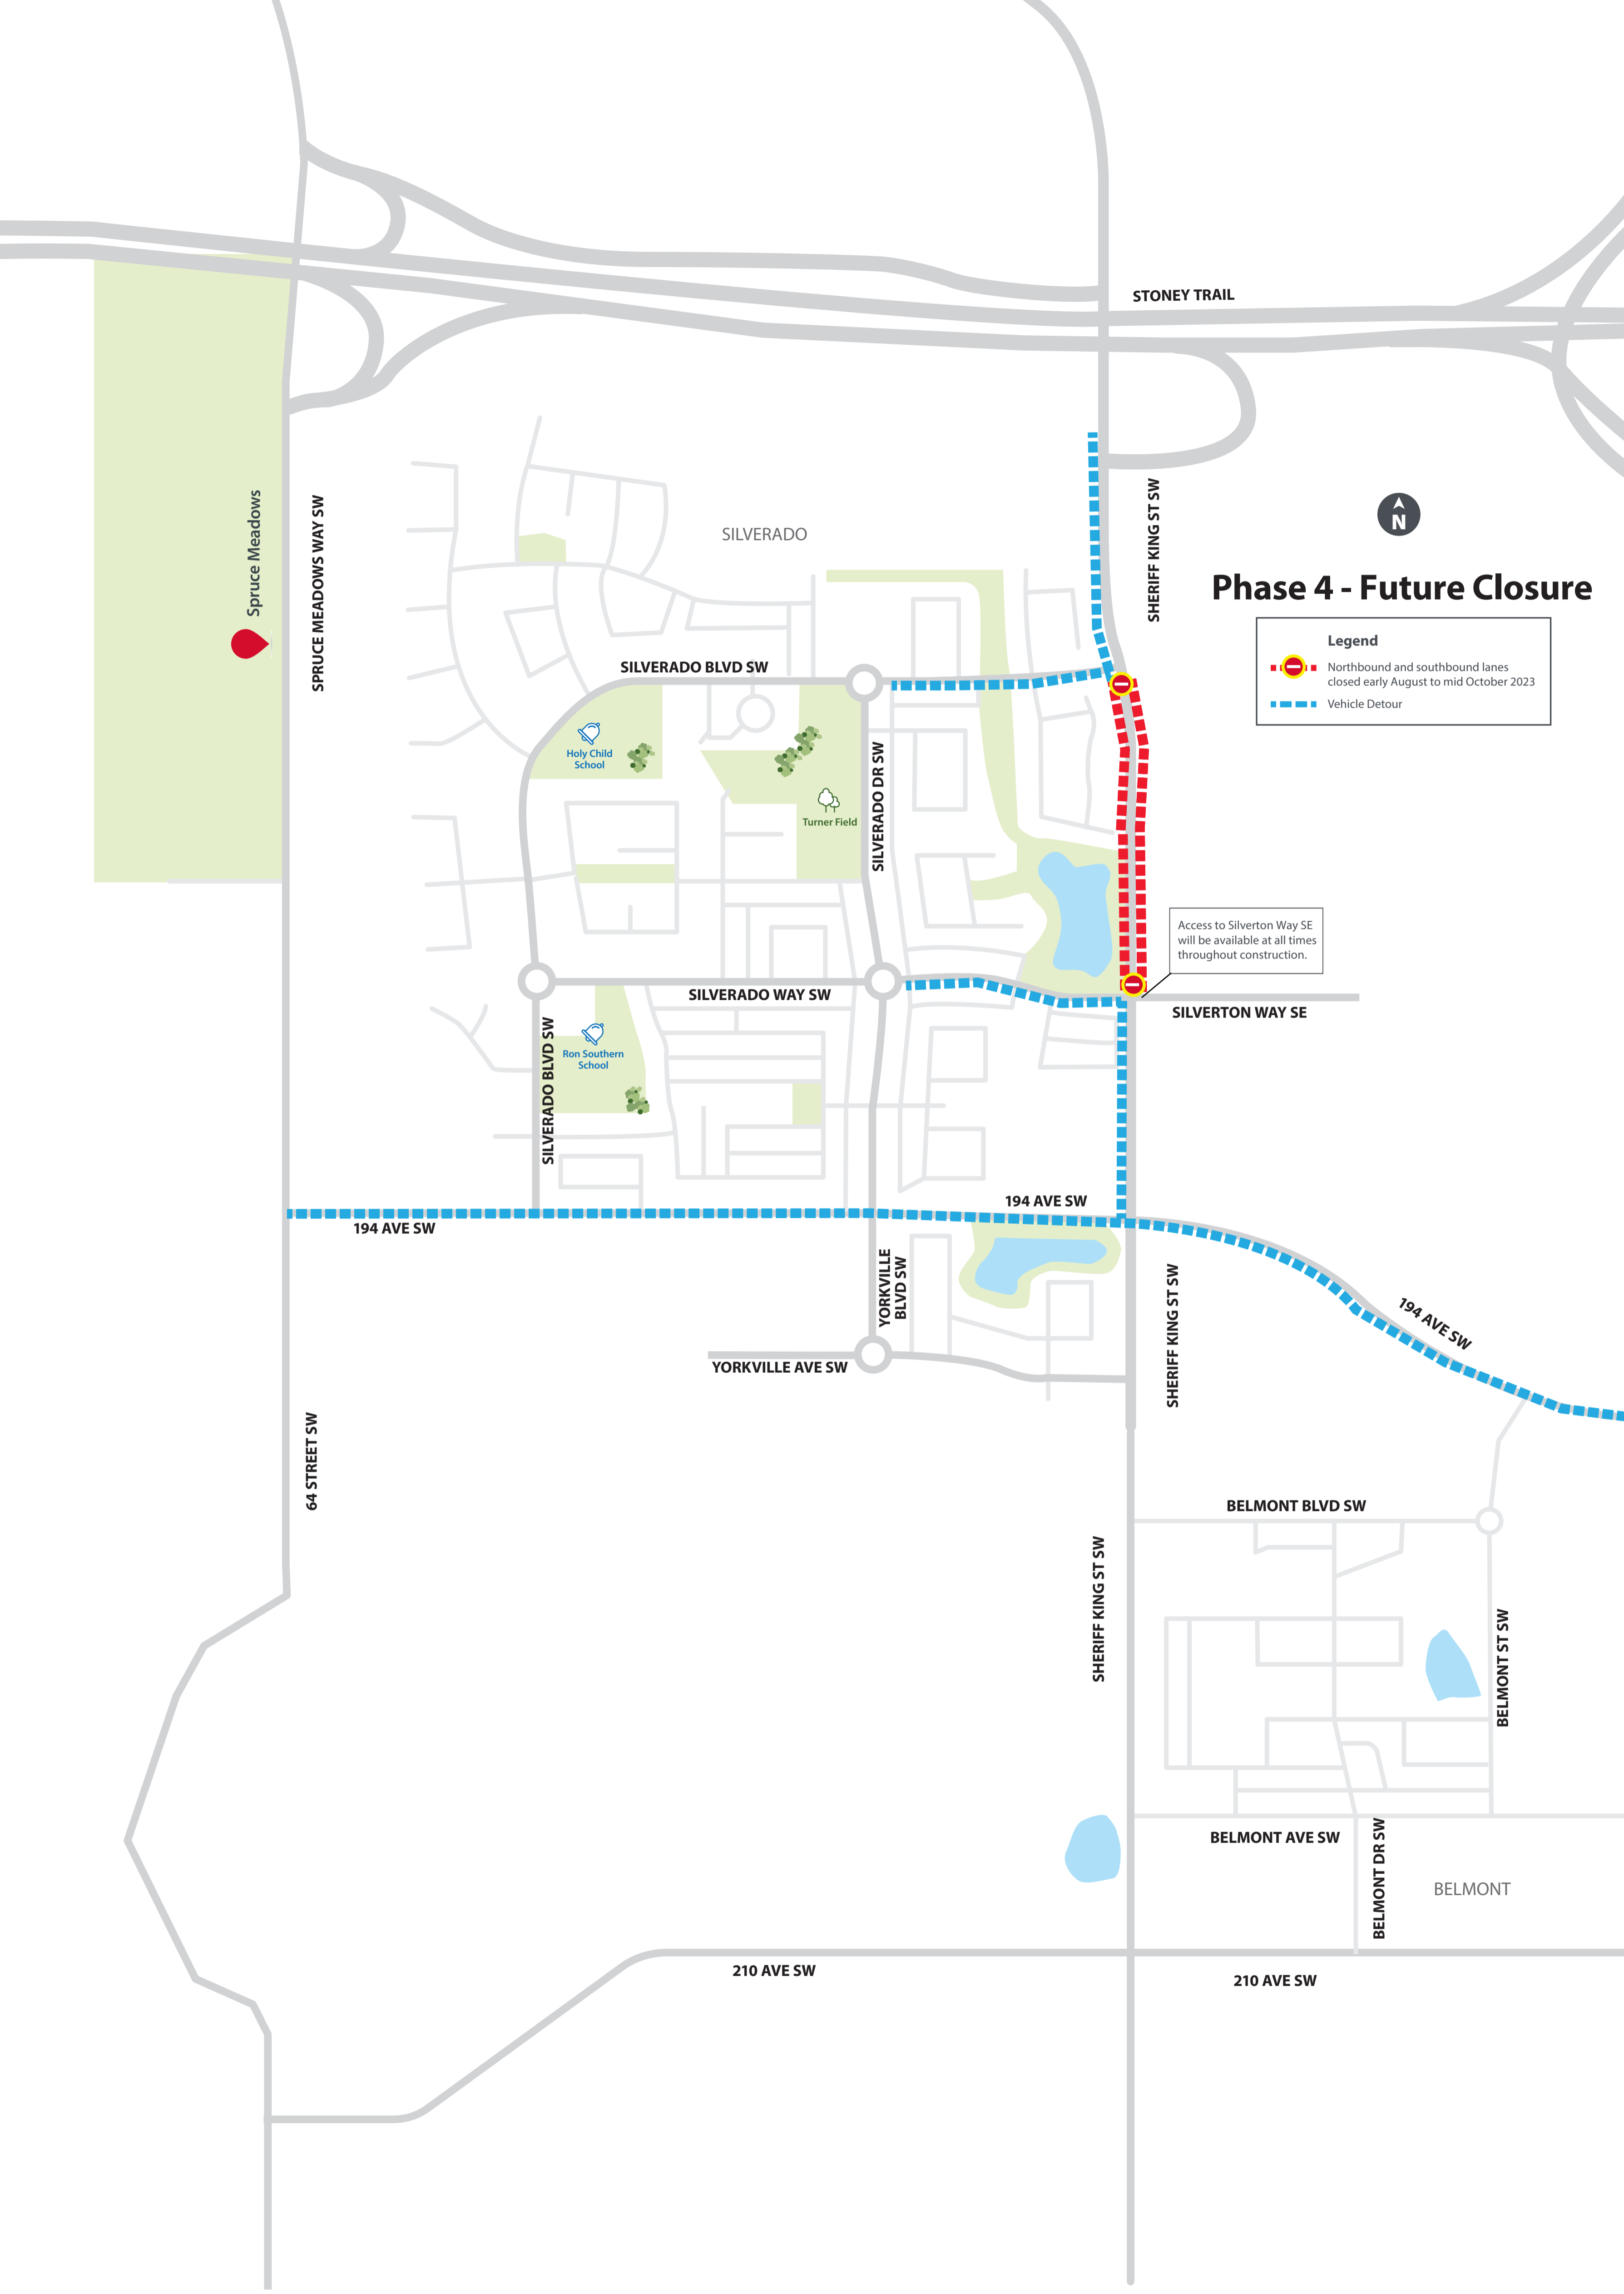 STONEY TRAIL
SHERIFF KING ST SW
N
Phase 4 - Future Closure
Legend
Northbound and southbound lanes
closed early August to mid October 2023
Vehicle Detour
Spruce Meadows
SPRUCE MEADOWS WAY SW
SILVERADO
SILVERADO BLVD SW
Holy Child
School
Turner Field
SILVERADO DR SW
Access to Silverton Way SE
will be available at all times
throughout construction.
SILVERADO WAY SW
SILVERTON WAY SE
SILVERADO BLVD SW
Ron Southern
School
194 AVE SW
194 AVE SW
YORKVILLE
BLVD SW
SHERIFF KING ST SW
194 AVE SW
YORKVILLE AVE SW
64 STREET SW
BELMONT BLVD SW
SHERIFF KING ST SW
BELMONT ST SW
BELMONT AVE SW
BELMONT DR SW
BELMONT
210 AVE SW
210 AVE SW